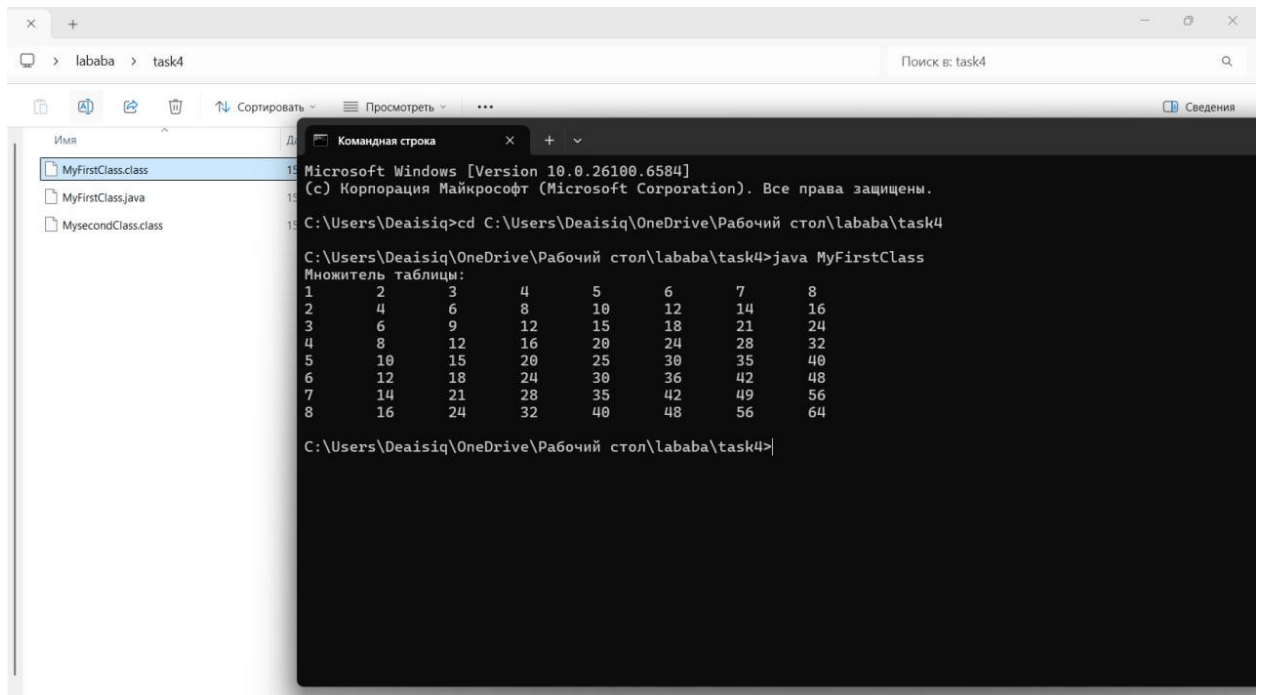 lababa > task4
Поиск в: task4
Сортировать
Просмотреть
Сведения
Имя
MyFirstClass.class
MyFirstClass.java
MysecondClass.class
Командная строка
Microsoft Windows [Version 10.0.26100.6584]
(c) Корпорация Майкрософт (Microsoft Corporation). Все права защищены.
C:\Users\Deaisiq>cd C:\Users\Deaisiq\OneDrive\Рабочий стол\lababa\task4
C:\Users\Deaisiq\OneDrive\Рабочий стол\lababa\task4>java MyFirstClass
Множитель таблицы:
1 2 3 4 5 6 7 8
2 4 6 8 10 12 14 16
3 6 9 12 15 18 21 24
4 8 12 16 20 24 28 32
5 10 15 20 25 30 35 40
6 12 18 24 30 36 42 48
7 14 21 28 35 42 49 56
8 16 24 32 40 48 56 64
C:\Users\Deaisiq\OneDrive\Рабочий стол\lababa\task4>